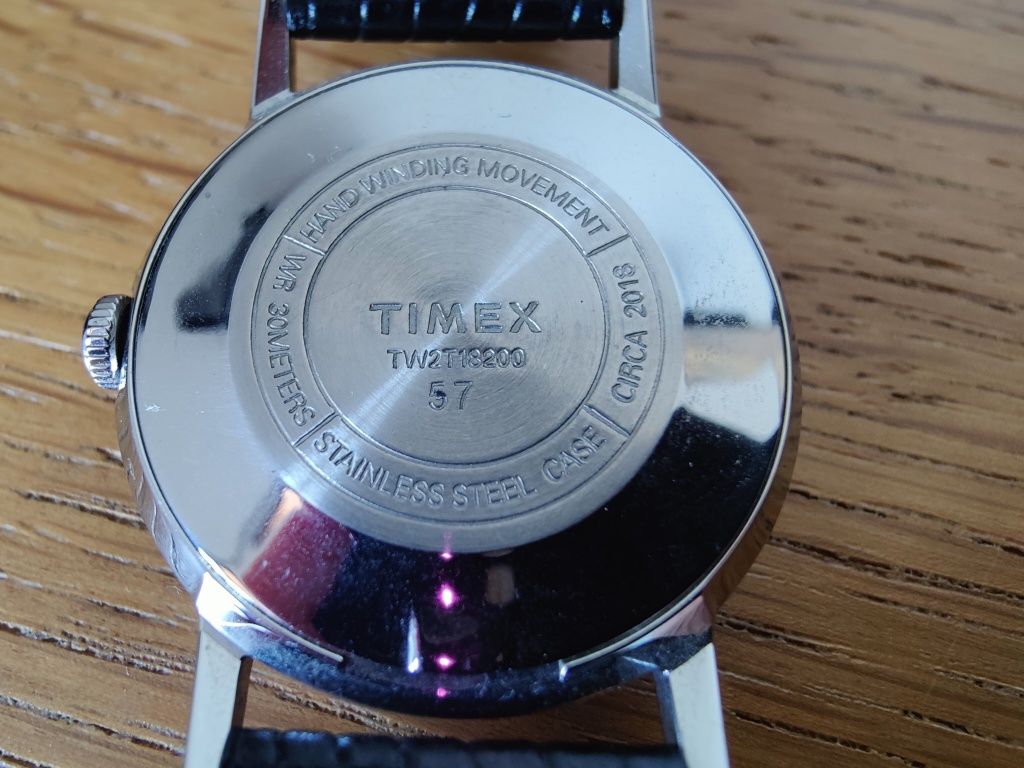 HAND WINDING MOVEMENT
CIRCA 2018
STAINLESS STEEL CASE
WR 30METERS
TIMEX
TW2T18200
57